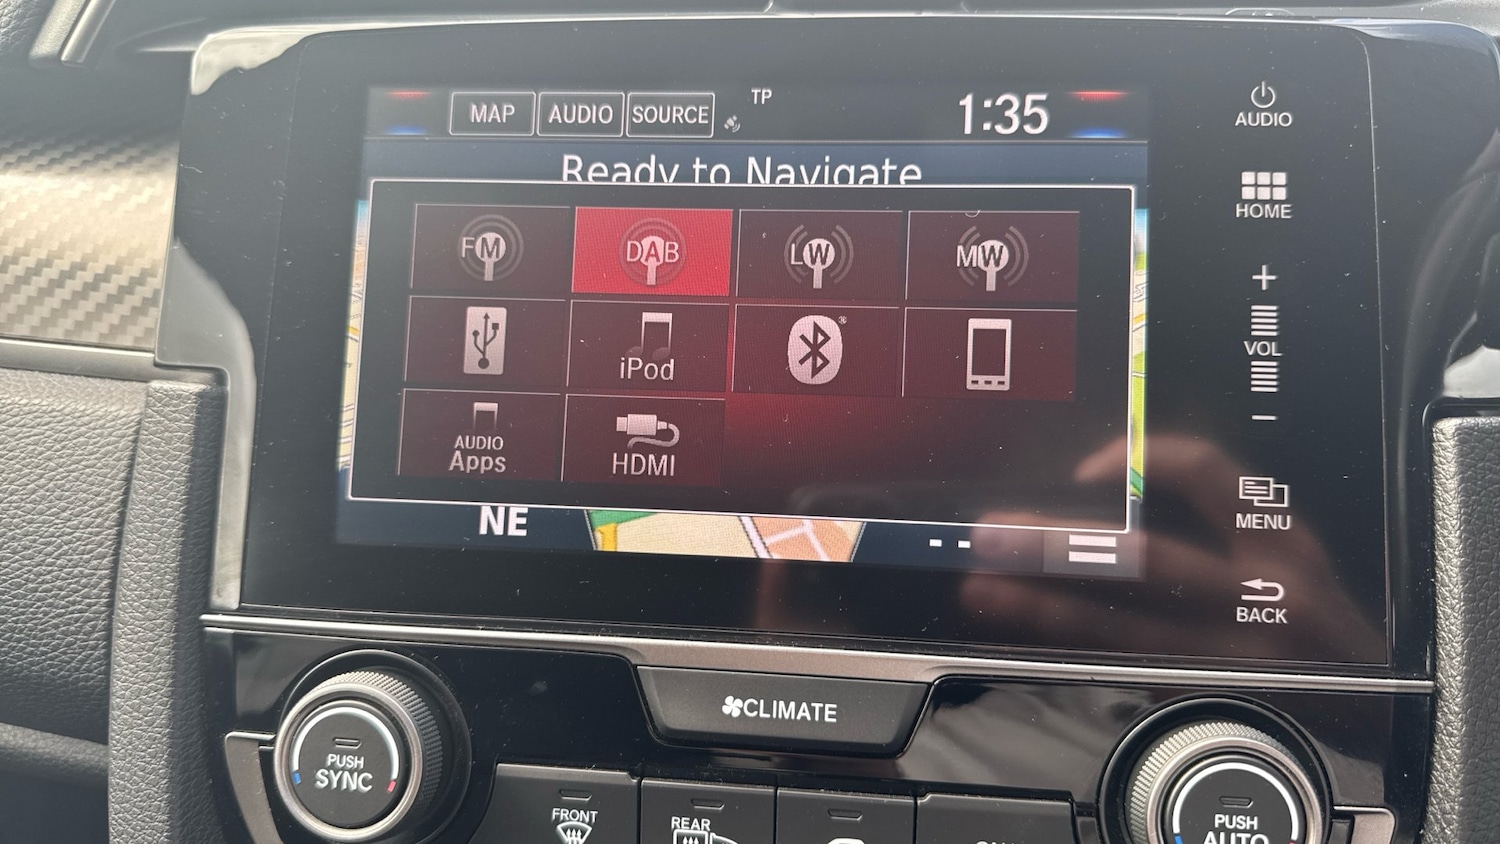 MAP AUDIO SOURCE TP 1:35
Ready to Navigate
FM DAB LW MW
iPod
AUDIO
Apps
HDMI
NE
- -
AUDIO
HOME
+
VOL
-
MENU
BACK
CLIMATE
PUSH
SYNC
FRONT
REAR
PUSH
AUTO